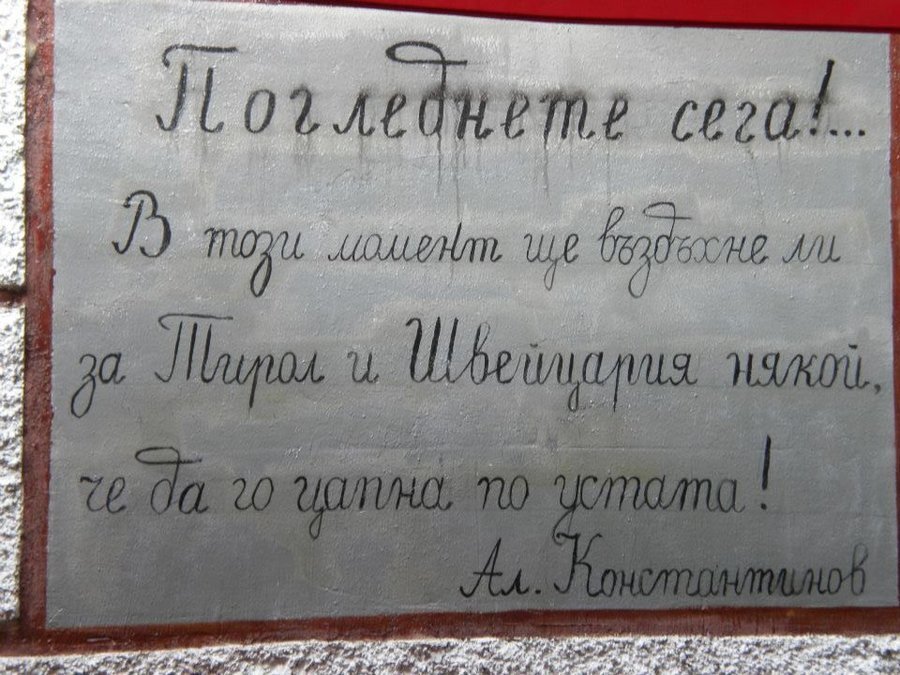 Погледнете сега!...
В този момент ще въздъхне ли
за Тирол и Швейцария някой,
че да го цапна по устата!
Ал. Константинов